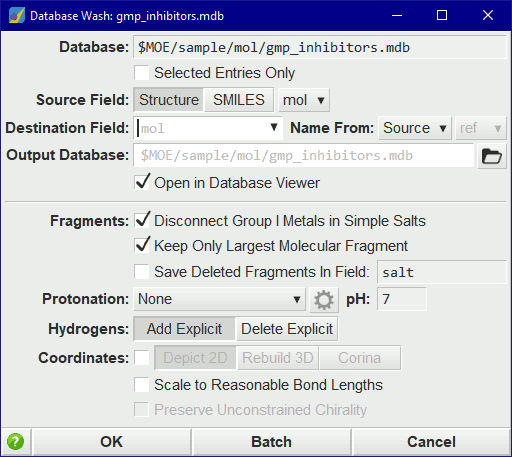 Database Wash: gmp_inhibitors.mdb
Database: $MOE/sample/mol/gmp_inhibitors.mdb
Selected Entries Only
Source Field: Structure SMILES mol
Destination Field: mol Name From: Source ref
Output Database: $MOE/sample/mol/gmp_inhibitors.mdb
Open in Database Viewer
Fragments: Disconnect Group I Metals in Simple Salts
Keep Only Largest Molecular Fragment
Save Deleted Fragments In Field: salt
Protonation: None pH: 7
Hydrogens: Add Explicit Delete Explicit
Coordinates: Depict 2D Rebuild 3D Corina
Scale to Reasonable Bond Lengths
Preserve Unconstrained Chirality
? OK Batch Cancel